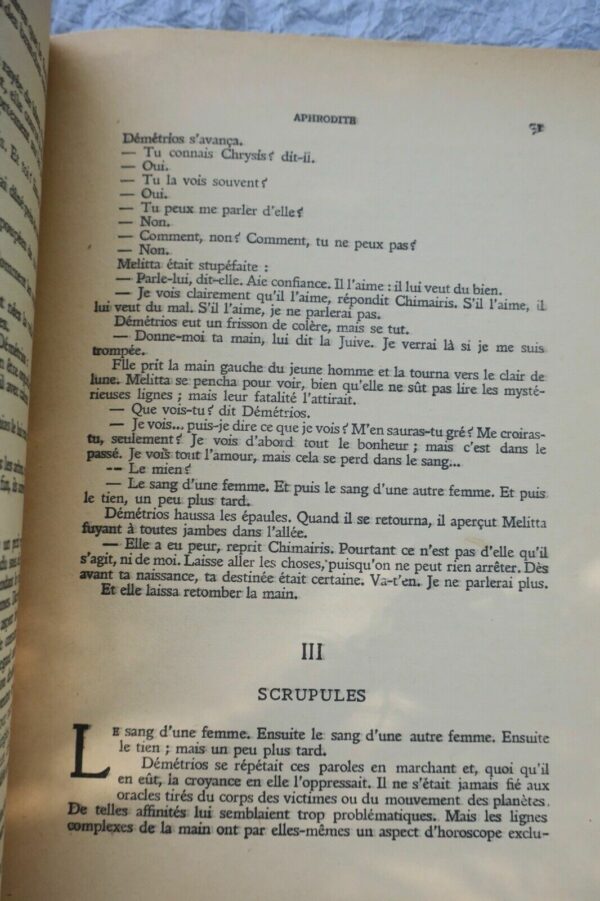 APHRODITE
Démétrios s'avança.
— Tu connais Chrysis? dit-il.
— Oui.
— Tu la vois souvent?
— Oui.
— Tu peux me parler d'elle?
— Non.
— Comment, non? Comment, tu ne peux pas?
— Non.
Melitta était stupéfaite :
— Parle-lui, dit-elle. Aie confiance. Il l'aime : il lui veut du bien.
— Je vois clairement qu'il l'aime, répondit Chimairis. S'il l'aime, il
lui veut du mal. S'il l'aime, je ne parlerai pas.
Démétrios eut un frisson de colère, mais se tut.
— Donne-moi ta main, lui dit la Juive. Je verrai là si je me suis
trompée.
Elle prit la main gauche du jeune homme et la tourna vers le clair de
lune. Melitta se pencha pour voir, bien qu'elle ne sût pas lire les mysté-
rieuses lignes ; mais leur fatalité l'attirait.
— Que vois-tu? dit Démétrios.
— Je vois... puis-je dire ce que je vois? M'en sauras-tu gré? Me croiras-
tu, seulement? Je vois d'abord tout le bonheur ; mais c'est dans le
passé. Je vois tout l'amour, mais cela se perd dans le sang...
— Le mien?
— Le sang d'une femme. Et puis le sang d'une autre femme. Et puis
le tien, un peu plus tard.
Démétrios haussa les épaules. Quand il se retourna, il aperçut Melitta
fuyant à toutes jambes dans l'allée.
— Elle a eu peur, reprit Chimairis. Pourtant ce n'est pas d'elle qu'il
s'agit, ni de moi. Laisse aller les choses, puisqu'on ne peut rien arrêter. Dès
avant ta naissance, ta destinée était certaine. Va-t'en. Je ne parlerai plus.
Et elle laissa retomber la main.
III
SCRUPULES
LE sang d'une femme. Ensuite le sang d'une autre femme. Ensuite
le tien ; mais un peu plus tard.
Démétrios se répétait ces paroles en marchant et, quoi qu'il
en eût, la croyance en elle l'oppressait. Il ne s'était jamais fié aux
oracles tirés du corps des victimes ou du mouvement des planètes.
De telles affinités lui semblaient trop problématiques. Mais les lignes
complexes de la main ont par elles-mêmes un aspect d'horoscope exclu-